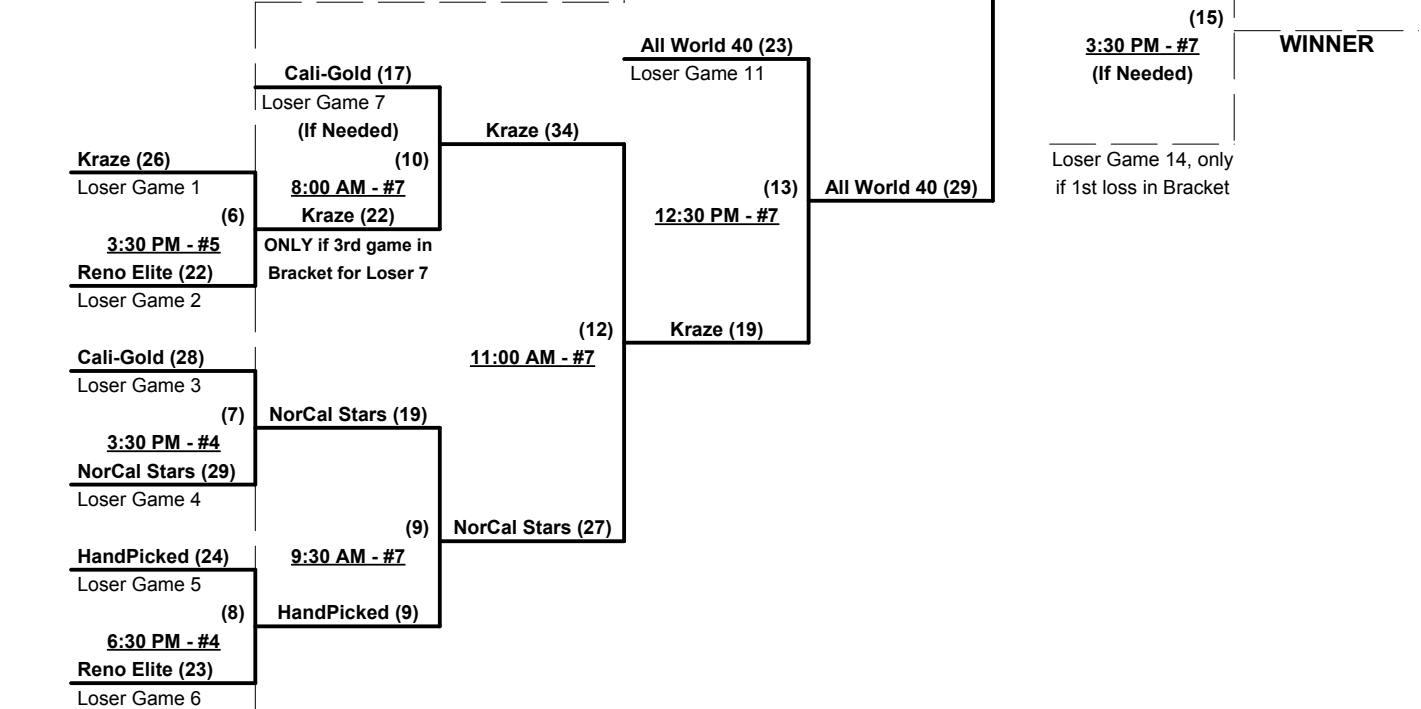 (15)
All World 40 (23)
3:30 PM - #7
WINNER
Cali-Gold (17)
Loser Game 11
(If Needed)
Loser Game 7
(If Needed)
Kraze (34)
Kraze (26)
(10)
Loser Game 14, only
Loser Game 1
8:00 AM - #7
(13)
All World 40 (29)
if 1st loss in Bracket
(6)
Kraze (22)
12:30 PM - #7
3:30 PM - #5
ONLY if 3rd game in
Reno Elite (22)
Bracket for Loser 7
Loser Game 2
(12)
Kraze (19)
Cali-Gold (28)
11:00 AM - #7
Loser Game 3
(7)
NorCal Stars (19)
3:30 PM - #4
NorCal Stars (29)
Loser Game 4
(9)
NorCal Stars (27)
HandPicked (24)
9:30 AM - #7
Loser Game 5
(8)
HandPicked (9)
6:30 PM - #4
Reno Elite (23)
Loser Game 6